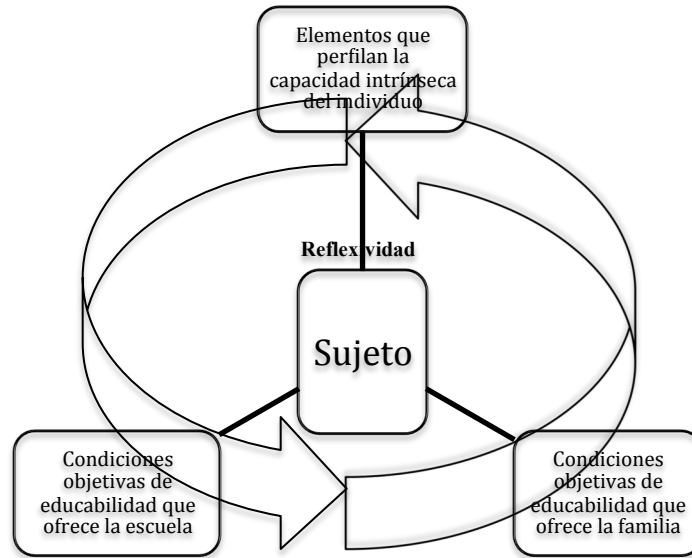 Elementos que
perfilan la
capacidad intrínseca
del individuo
Reflexividad
Sujeto
Condiciones
objetivas de
educabilidad que
ofrece la escuela
Condiciones
objetivas de
educabilidad que
ofrece la familia